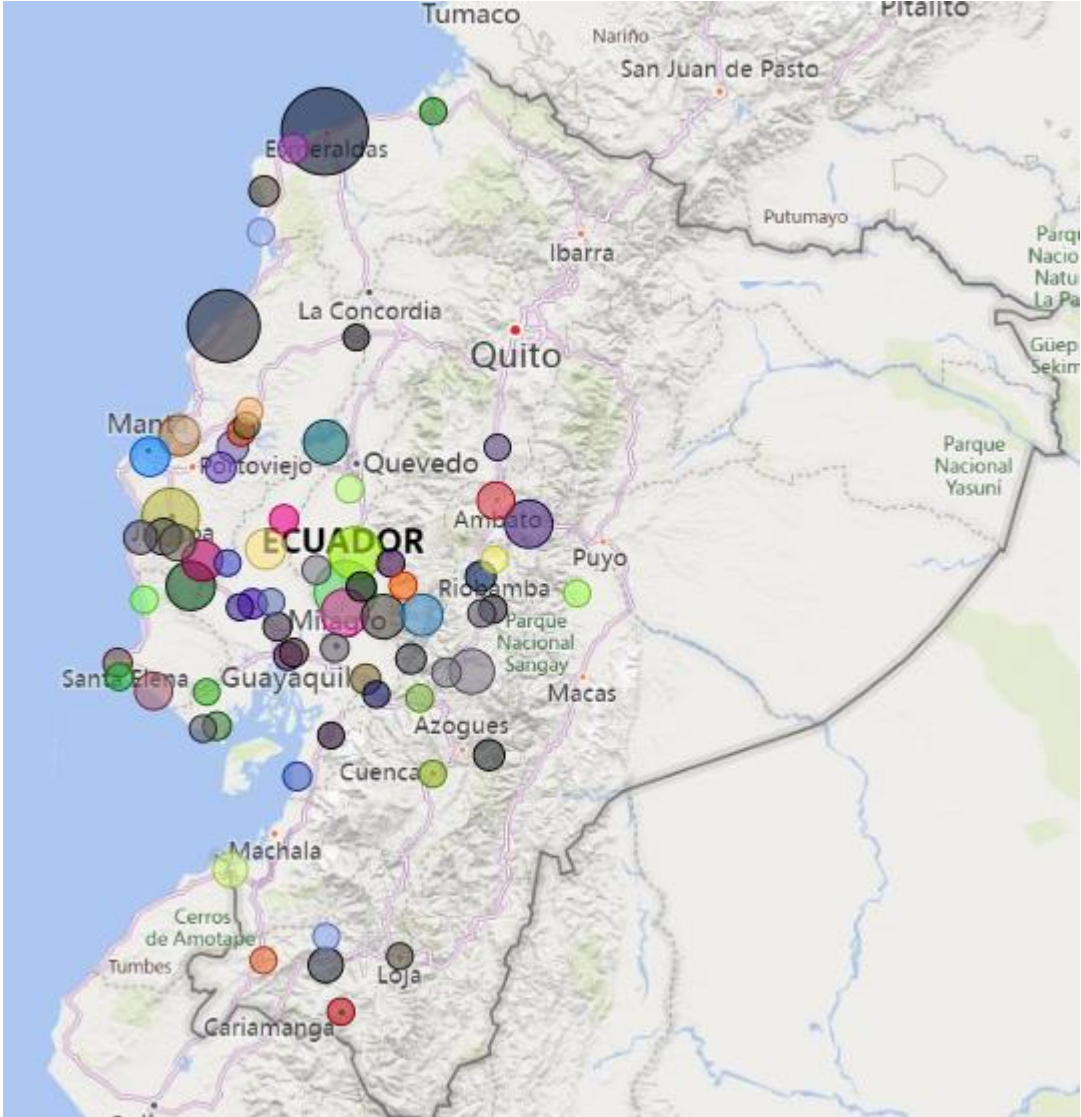 Tumaco
Pitalito
Nariño
San Juan de Pasto
Esmeraldas
Putumayo
Ibarra
Parqu
Nacio
Natu
La Pa
La Concordia
Quito
Güep
Sekim
Manta
Portoviejo
Quevedo
Parque
Nacional
Yasuní
Ambato
ECUADOR
Puyo
Riobamba
Milagro
Parque
Nacional
Sangay
Santa Elena
Guayaquil
Macas
Azogues
Cuenca
Machala
Cerros
de Amotape
Tumbes
Loja
Cariamanga